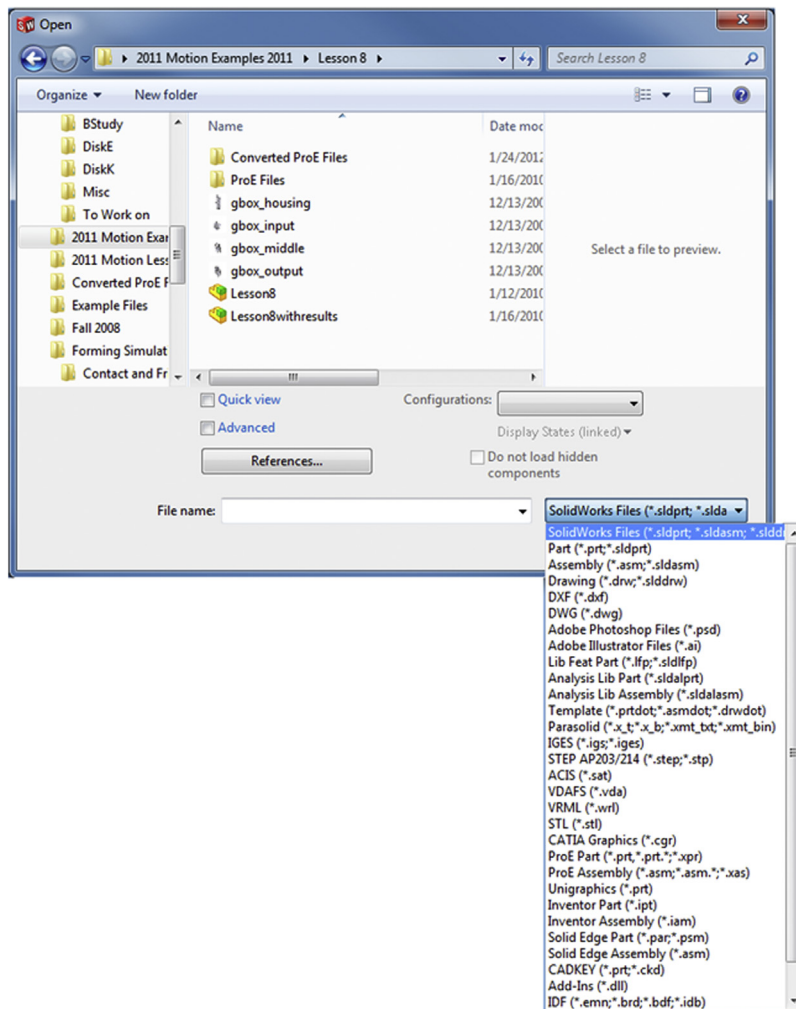 Open
2011 Motion Examples 2011 Lesson 8
Search Lesson 8
Organize New folder
BStudy
DiskE
DiskK
Misc
To Work on
2011 Motion Exar
2011 Motion Less
Converted ProE F
Example Files
Fall 2008
Forming Simulat
Contact and Fr
Name Date moc
Converted ProE Files 1/24/2012
ProE Files 1/16/2010
gbox_housing 12/13/200
gbox_input 12/13/200
gbox_middle 12/13/200
gbox_output 12/13/200
Lesson8 1/12/2010
Lesson8withresults 1/16/2010
Select a file to preview.
Quick view
Advanced
References...
Configurations:
Display States (linked)
Do not load hidden
components
File name:
SolidWorks Files (*.sldprt; *.slda
SolidWorks Files (*.sldprt; *.sldasm; *.slddr
Part (*.prt;*.sldprt)
Assembly (*.asm;*.sldasm)
Drawing (*.drw;*.slddrw)
DXF (*.dxf)
DWG (*.dwg)
Adobe Photoshop Files (*.psd)
Adobe Illustrator Files (*.ai)
Lib Feat Part (*.lfp;*.sldlfp)
Analysis Lib Part (*.sldalprt)
Analysis Lib Assembly (*.sldalasm)
Template (*.prtdot;*.asmdot;*.drwdot)
Parasolid (*.x_t;*.x_b;*.xmt_txt;*.xmt_bin)
IGES (*.igs;*.iges)
STEP AP203/214 (*.step;*.stp)
ACIS (*.sat)
VDAFS (*.vda)
VRML (*.wrl)
STL (*.stl)
CATIA Graphics (*.cgr)
ProE Part (*.prt,*.prt.*;*.xpr)
ProE Assembly (*.asm;*.asm.*;*.xas)
Unigraphics (*.prt)
Inventor Part (*.ipt)
Inventor Assembly (*.iam)
Solid Edge Part (*.par;*.psm)
Solid Edge Assembly (*.asm)
CADKEY (*.prt;*.ckd)
Add-Ins (*.dll)
IDF (*.emn;*.brd;*.bdf;*.idb)